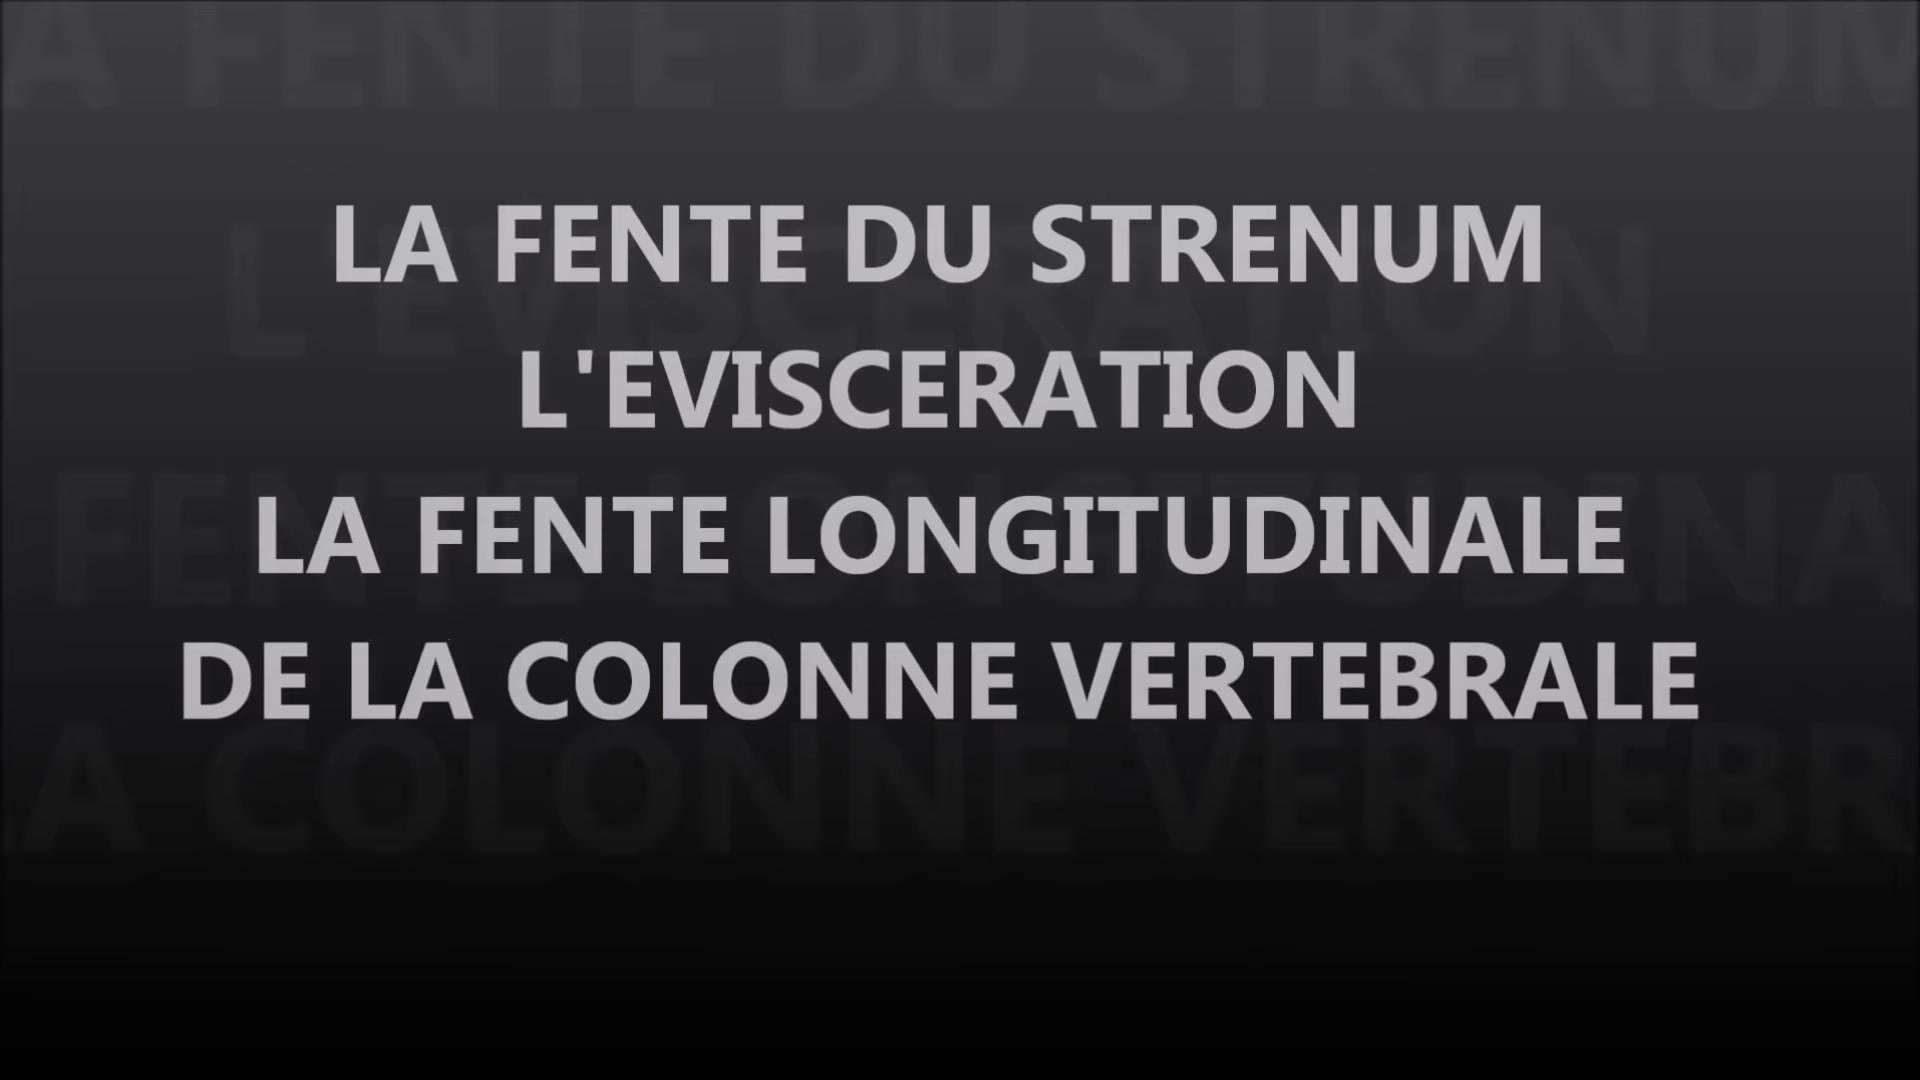 LA FENTE DU STRENUM
L'EVISCERATION
LA FENTE LONGITUDINALE
DE LA COLONNE VERTEBRALE